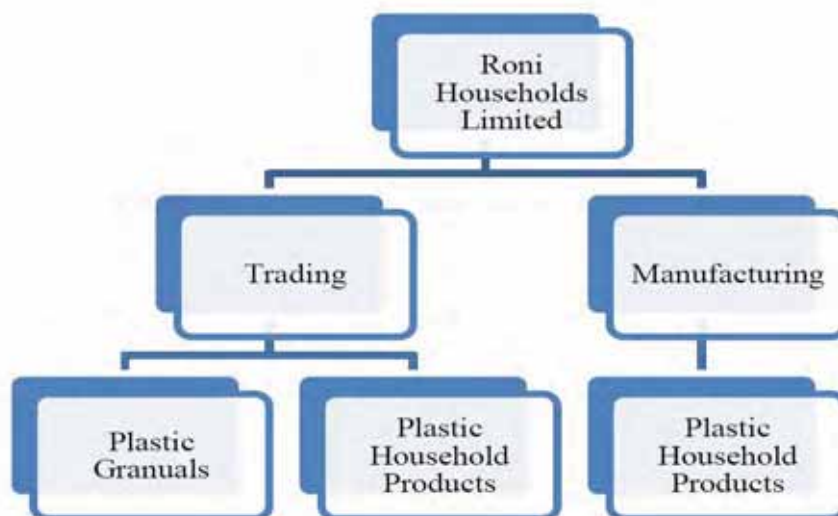 Roni
Households
Limited
Trading
Manufacturing
Plastic
Granuals
Plastic
Household
Products
Plastic
Household
Products